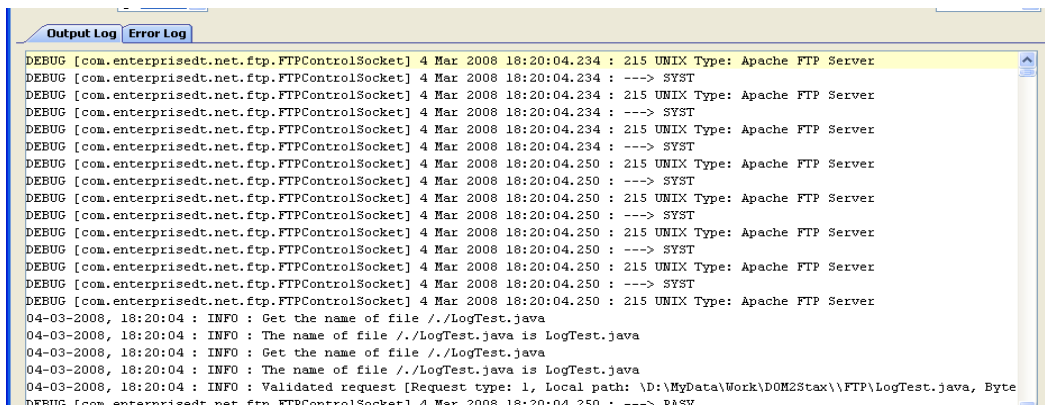 Output Log Error Log
DEBUG [com.enterprisedt.net.ftp.FTPControlSocket] 4 Mar 2008 18:20:04.234 : 215 UNIX Type: Apache FTP Server
DEBUG [com.enterprisedt.net.ftp.FTPControlSocket] 4 Mar 2008 18:20:04.234 : ---> SYST
DEBUG [com.enterprisedt.net.ftp.FTPControlSocket] 4 Mar 2008 18:20:04.234 : 215 UNIX Type: Apache FTP Server
DEBUG [com.enterprisedt.net.ftp.FTPControlSocket] 4 Mar 2008 18:20:04.234 : ---> SYST
DEBUG [com.enterprisedt.net.ftp.FTPControlSocket] 4 Mar 2008 18:20:04.234 : 215 UNIX Type: Apache FTP Server
DEBUG [com.enterprisedt.net.ftp.FTPControlSocket] 4 Mar 2008 18:20:04.234 : ---> SYST
DEBUG [com.enterprisedt.net.ftp.FTPControlSocket] 4 Mar 2008 18:20:04.250 : 215 UNIX Type: Apache FTP Server
DEBUG [com.enterprisedt.net.ftp.FTPControlSocket] 4 Mar 2008 18:20:04.250 : ---> SYST
DEBUG [com.enterprisedt.net.ftp.FTPControlSocket] 4 Mar 2008 18:20:04.250 : 215 UNIX Type: Apache FTP Server
DEBUG [com.enterprisedt.net.ftp.FTPControlSocket] 4 Mar 2008 18:20:04.250 : ---> SYST
DEBUG [com.enterprisedt.net.ftp.FTPControlSocket] 4 Mar 2008 18:20:04.250 : 215 UNIX Type: Apache FTP Server
DEBUG [com.enterprisedt.net.ftp.FTPControlSocket] 4 Mar 2008 18:20:04.250 : ---> SYST
DEBUG [com.enterprisedt.net.ftp.FTPControlSocket] 4 Mar 2008 18:20:04.250 : 215 UNIX Type: Apache FTP Server
DEBUG [com.enterprisedt.net.ftp.FTPControlSocket] 4 Mar 2008 18:20:04.250 : ---> SYST
DEBUG [com.enterprisedt.net.ftp.FTPControlSocket] 4 Mar 2008 18:20:04.250 : 215 UNIX Type: Apache FTP Server
04-03-2008, 18:20:04 : INFO : Get the name of file /./LogTest.java
04-03-2008, 18:20:04 : INFO : The name of file /./LogTest.java is LogTest.java
04-03-2008, 18:20:04 : INFO : Get the name of file /./LogTest.java
04-03-2008, 18:20:04 : INFO : The name of file /./LogTest.java is LogTest.java
04-03-2008, 18:20:04 : INFO : Validated request [Request type: 1, Local path: \D:\MyData\Work\DOM2Stax\\FTP\LogTest.java, Byte
DEBUG [com.enterprisedt.net.ftp.FTPControlSocket] 4 Mar 2008 18:20:04.250 : ---> PASV